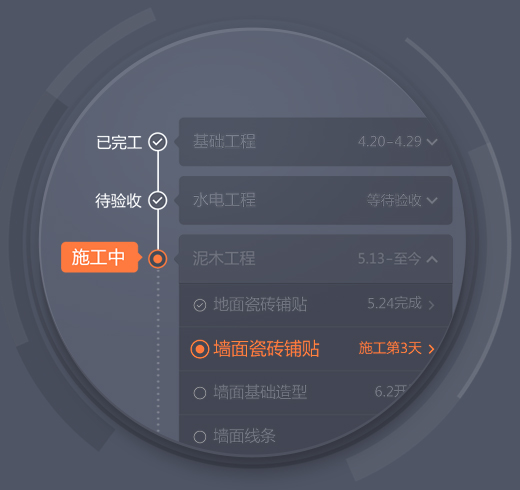 已完工 基础工程 4.20-4.29
待验收 水电工程 等待验收
施工中 泥木工程 5.13-至今
地面瓷砖铺贴 5.24完成
墙面瓷砖铺贴 施工第3天
墙面基础造型 6.2开
墙面线条